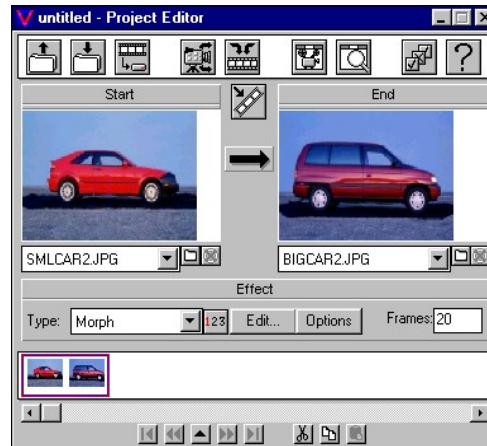 untitled - Project Editor
Start
End
SMLCAR2.JPG
BIGCAR2.JPG
Effect
Type: Morph 123 Edit... Options Frames: 20